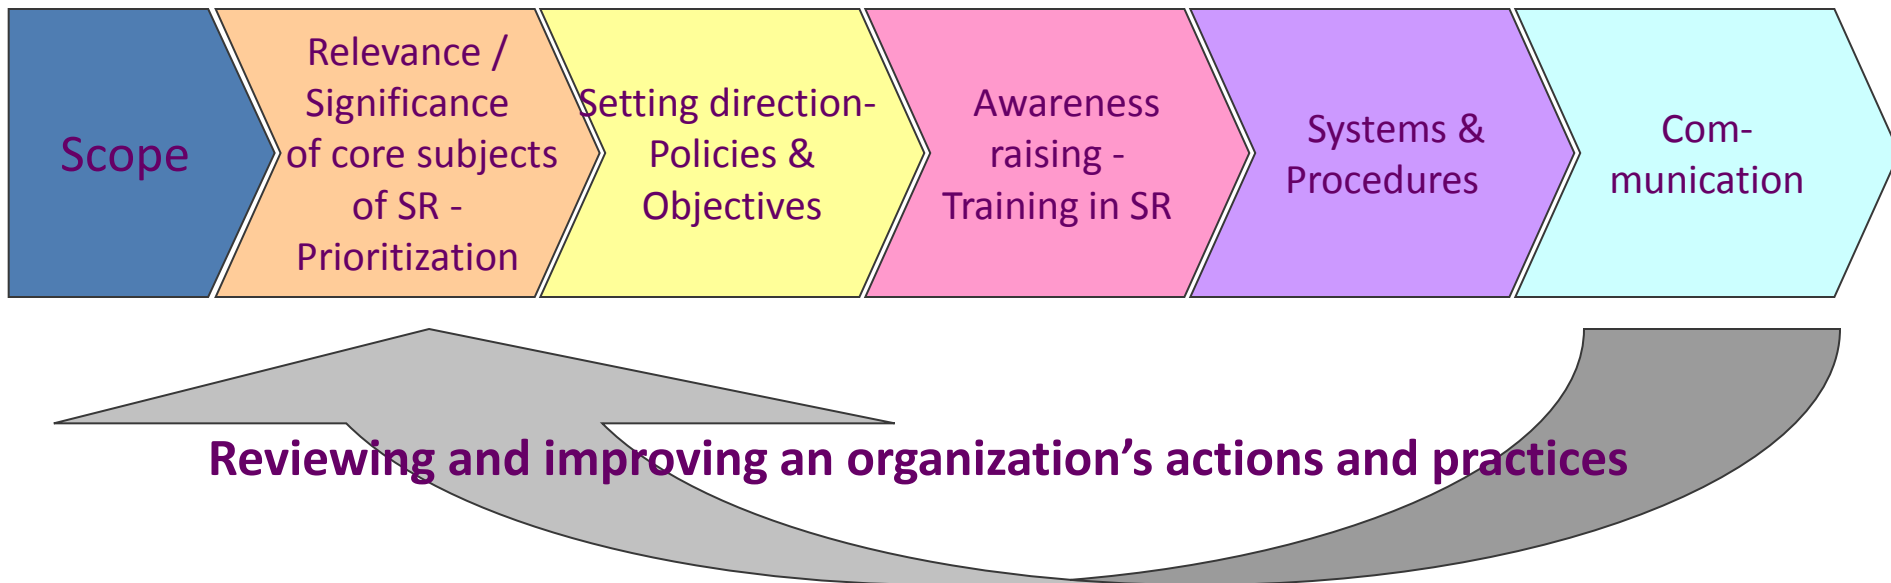 Scope
Relevance /
Significance
of core subjects
of SR -
Prioritization
Setting direction-
Policies &
Objectives
Awareness
raising -
Training in SR
Systems &
Procedures
Com-
munication
Reviewing and improving an organization’s actions and practices